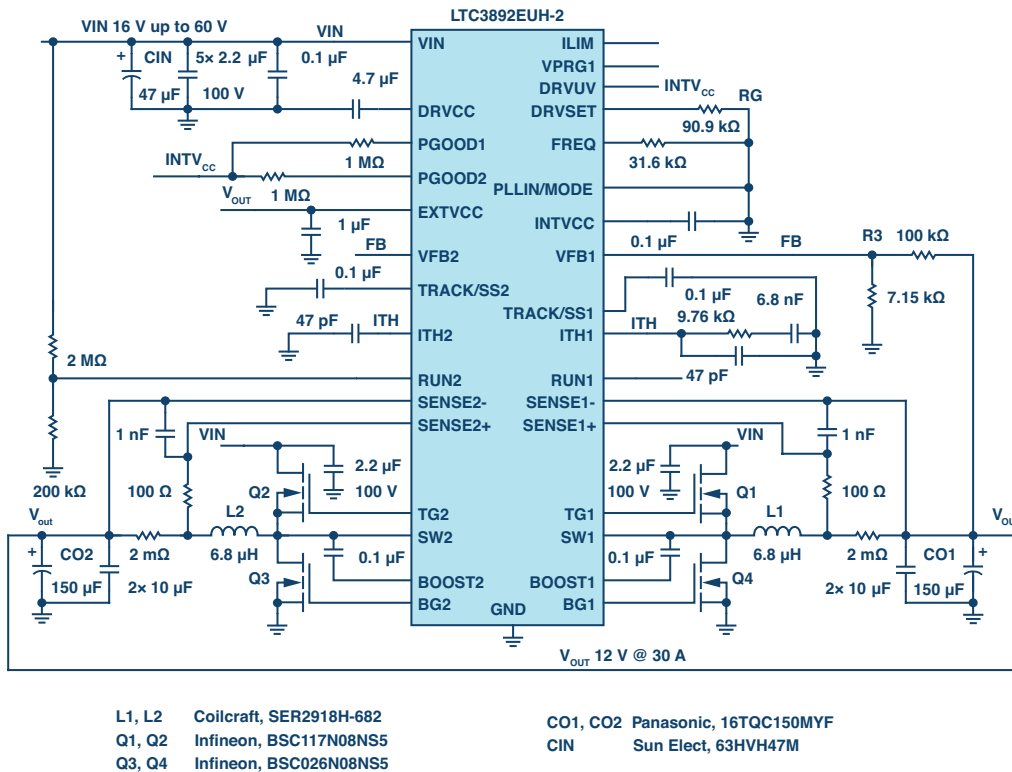 LTC3892EUH-2
VIN 16 V up to 60 V
VIN
CIN
5× 2.2 µF
0.1 µF
+
47 µF
100 V
4.7 µF
VIN
DRVCC
PGOOD1
1 MΩ
INTVCC
PGOOD2
VOUT
1 MΩ
EXTVCC
1 µF
FB
VFB2
0.1 µF
TRACK/SS2
47 pF
ITH
ITH2
2 MΩ
RUN2
SENSE2-
SENSE2+
1 nF
VIN
200 kΩ
100 Ω
Q2
2.2 µF
100 V
TG2
Vout
L2
SW2
+
CO2
2 mΩ
6.8 µH
0.1 µF
150 µF
2× 10 µF
Q3
BOOST2
BG2
GND
ILIM
VPRG1
DRVUV
INTVCC
DRVSET
RG
90.9 kΩ
FREQ
31.6 kΩ
PLLIN/MODE
INTVCC
0.1 µF
FB
R3
100 kΩ
VFB1
7.15 kΩ
0.1 µF
6.8 nF
TRACK/SS1
9.76 kΩ
ITH
ITH1
47 pF
RUN1
SENSE1-
SENSE1+
1 nF
VIN
2.2 µF
100 V
Q1
100 Ω
TG1
L1
SW1
VOU
0.1 µF
6.8 µH
2 mΩ
CO1
+
BOOST1
Q4
2× 10 µF
150 µF
BG1
VOUT 12 V @ 30 A
L1, L2 Coilcraft, SER2918H-682
Q1, Q2 Infineon, BSC117N08NS5
Q3, Q4 Infineon, BSC026N08NS5
CO1, CO2 Panasonic, 16TQC150MYF
CIN Sun Elect, 63HVH47M